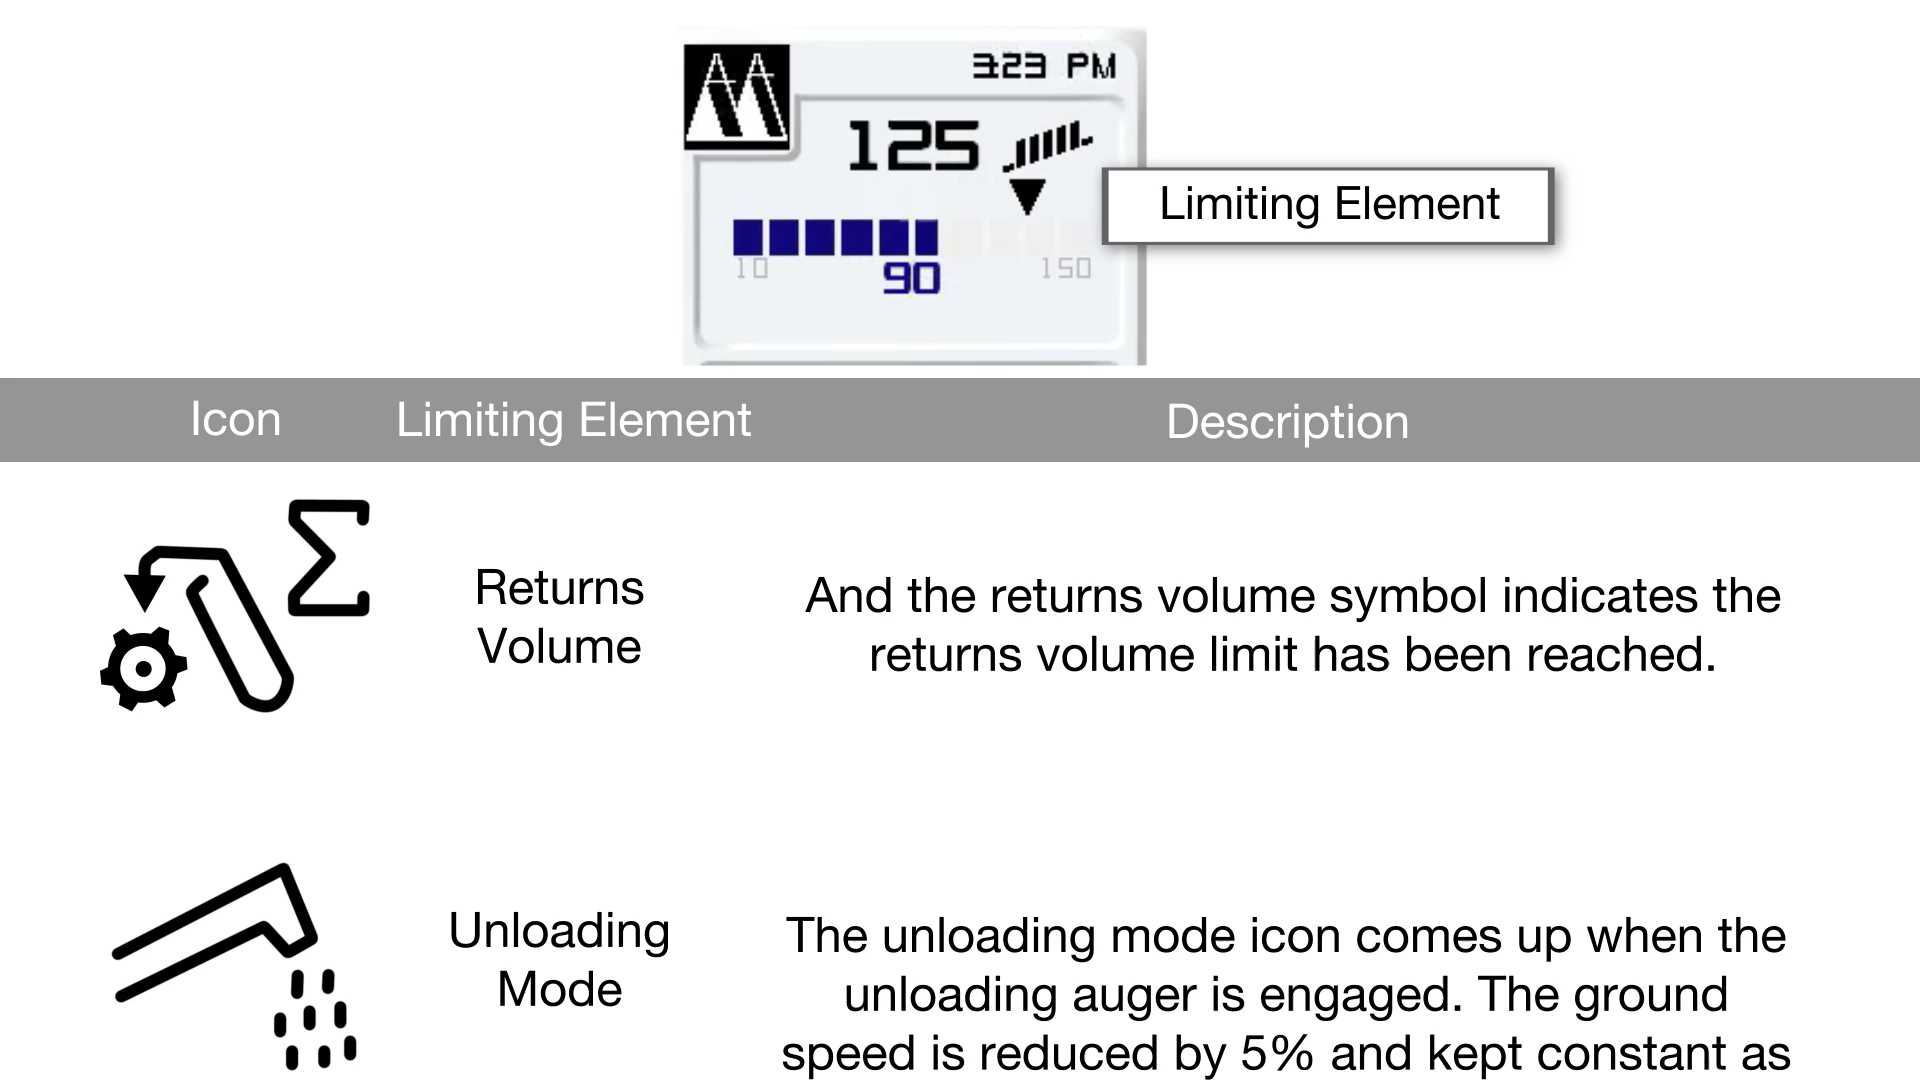 3:23 PM
125
Limiting Element
10
90
150
Icon
Limiting Element
Description
Σ
Returns
Volume
And the returns volume symbol indicates the
returns volume limit has been reached.
Unloading
Mode
The unloading mode icon comes up when the
unloading auger is engaged. The ground
speed is reduced by 5% and kept constant as